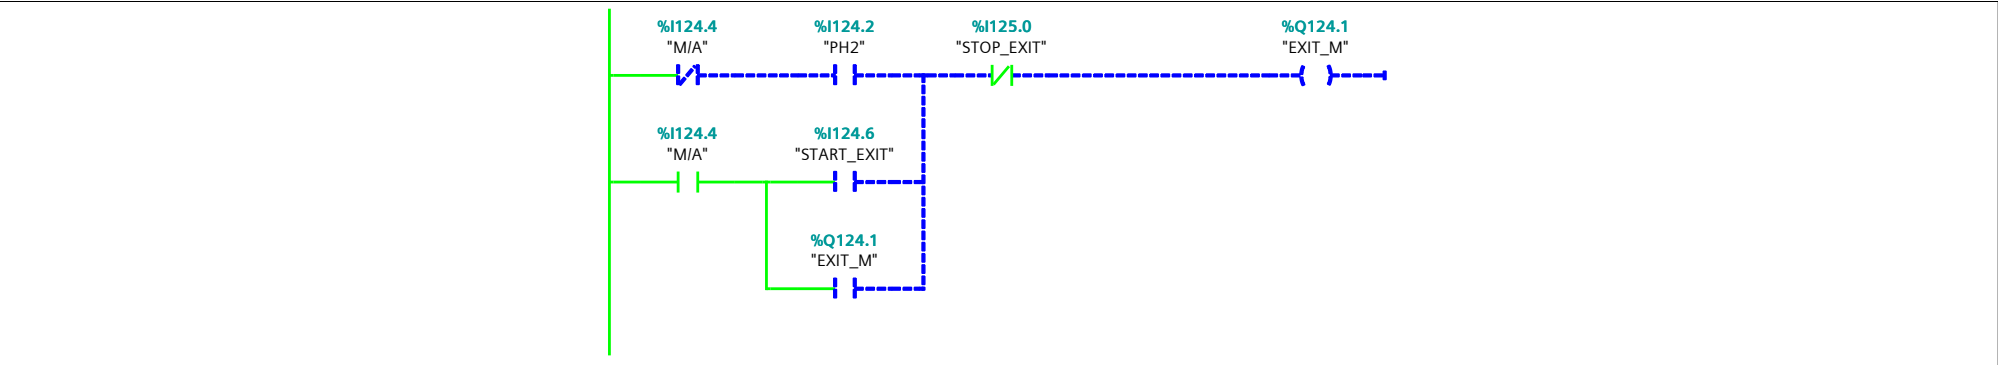 %I124.4 %I124.2 %I125.0 %Q124.1
"M/A" "PH2" "STOP_EXIT" "EXIT_M"
%I124.4 %I124.6
"M/A" "START_EXIT"
%Q124.1
"EXIT_M"